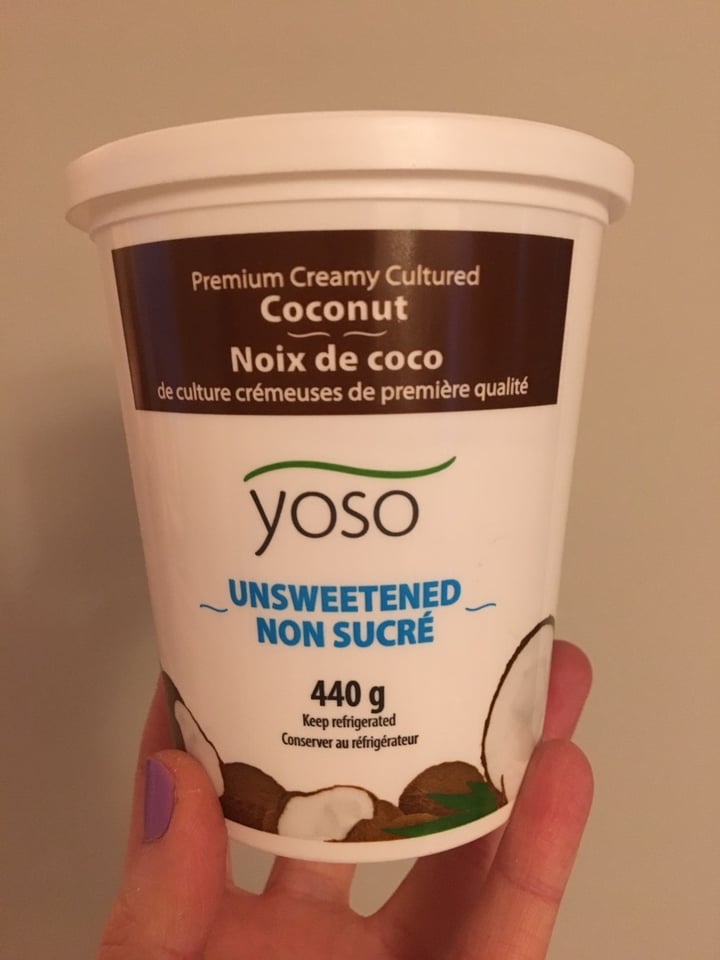 Premium Creamy Cultured
Coconut
Noix de coco
de culture crémeuses de première qualité
yoso
UNSWEETENED
NON SUCRÉ
440 g
Keep refrigerated
Conserver au réfrigérateur